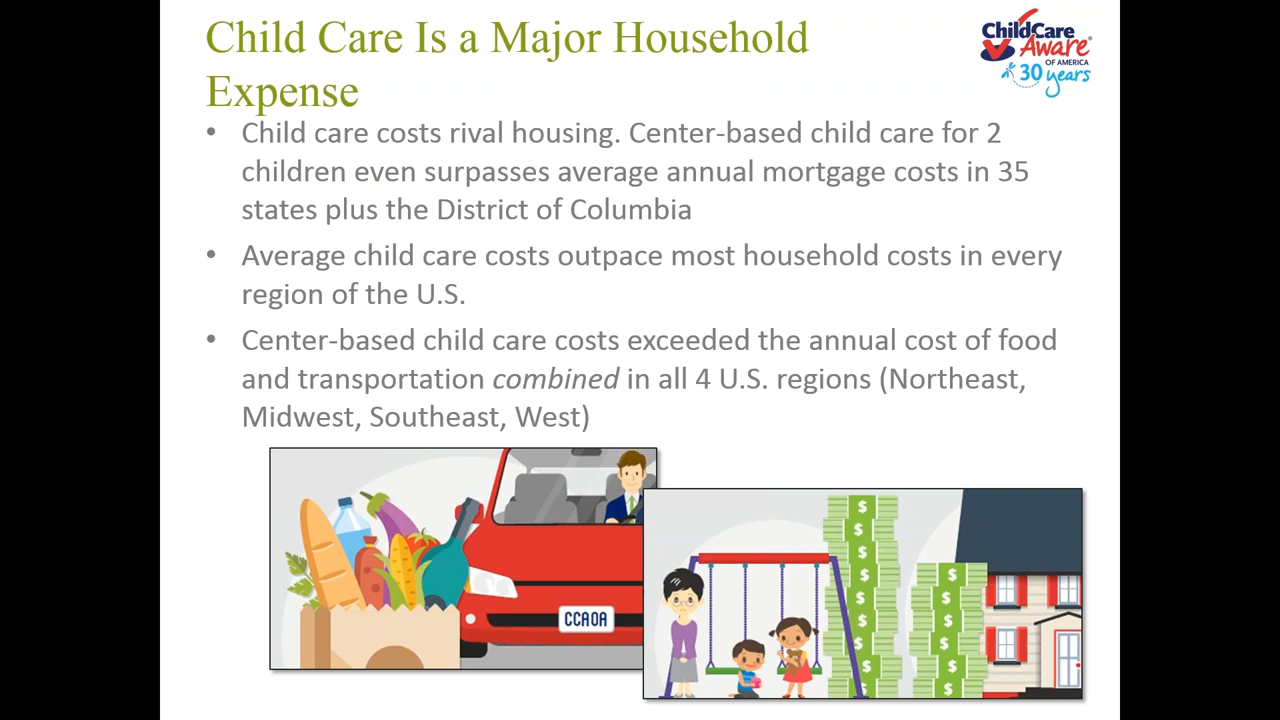 Child Care Is a Major Household
Expense
ChildCare
Aware
OF AMERICA
30 years
• Child care costs rival housing. Center-based child care for 2
children even surpasses average annual mortgage costs in 35
states plus the District of Columbia
• Average child care costs outpace most household costs in every
region of the U.S.
• Center-based child care costs exceeded the annual cost of food
and transportation combined in all 4 U.S. regions (Northeast,
Midwest, Southeast, West)
CCAOA
$
$
$
$
$
$
$
$
$
$
$
$
$